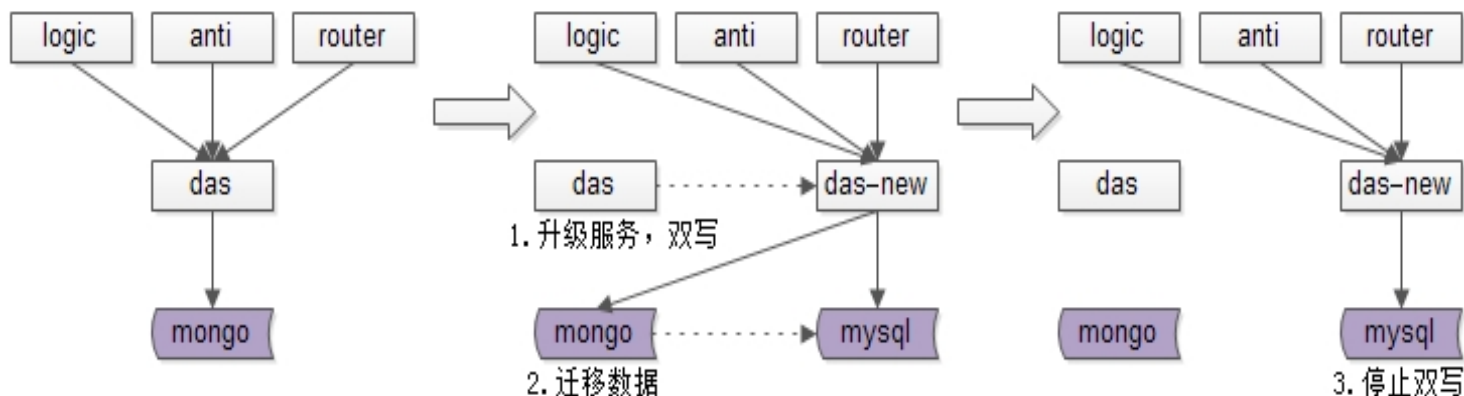 logic anti router
das
mongo
logic anti router
das das-new
1.升级服务，双写
mongo mysql
2.迁移数据
logic anti router
das das-new
mongo mysql
3.停止双写